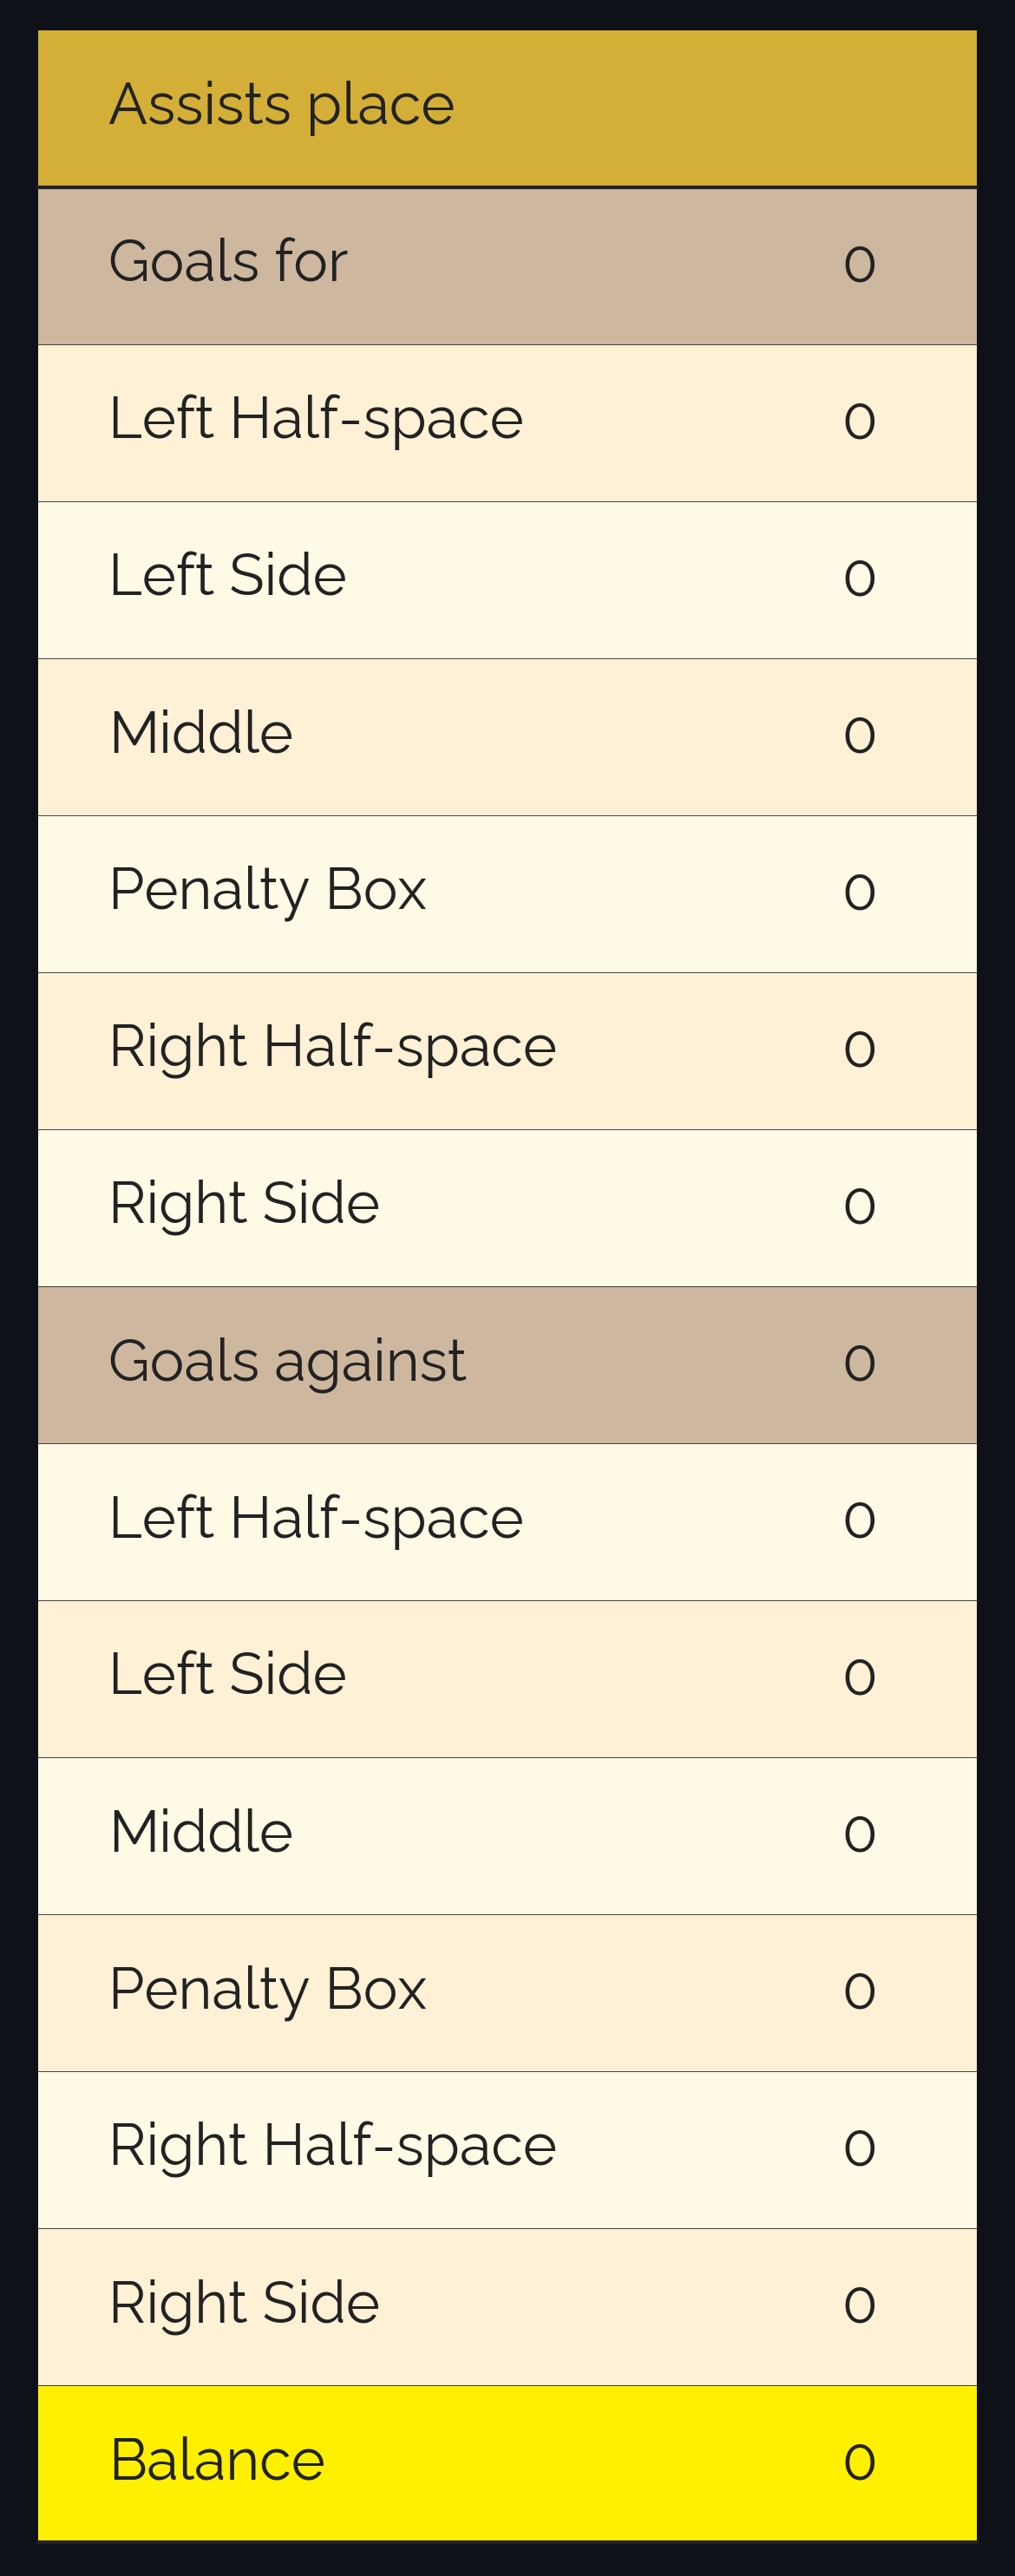 Assists place
Goals for 0
Left Half-space 0
Left Side 0
Middle 0
Penalty Box 0
Right Half-space 0
Right Side 0
Goals against 0
Left Half-space 0
Left Side 0
Middle 0
Penalty Box 0
Right Half-space 0
Right Side 0
Balance 0